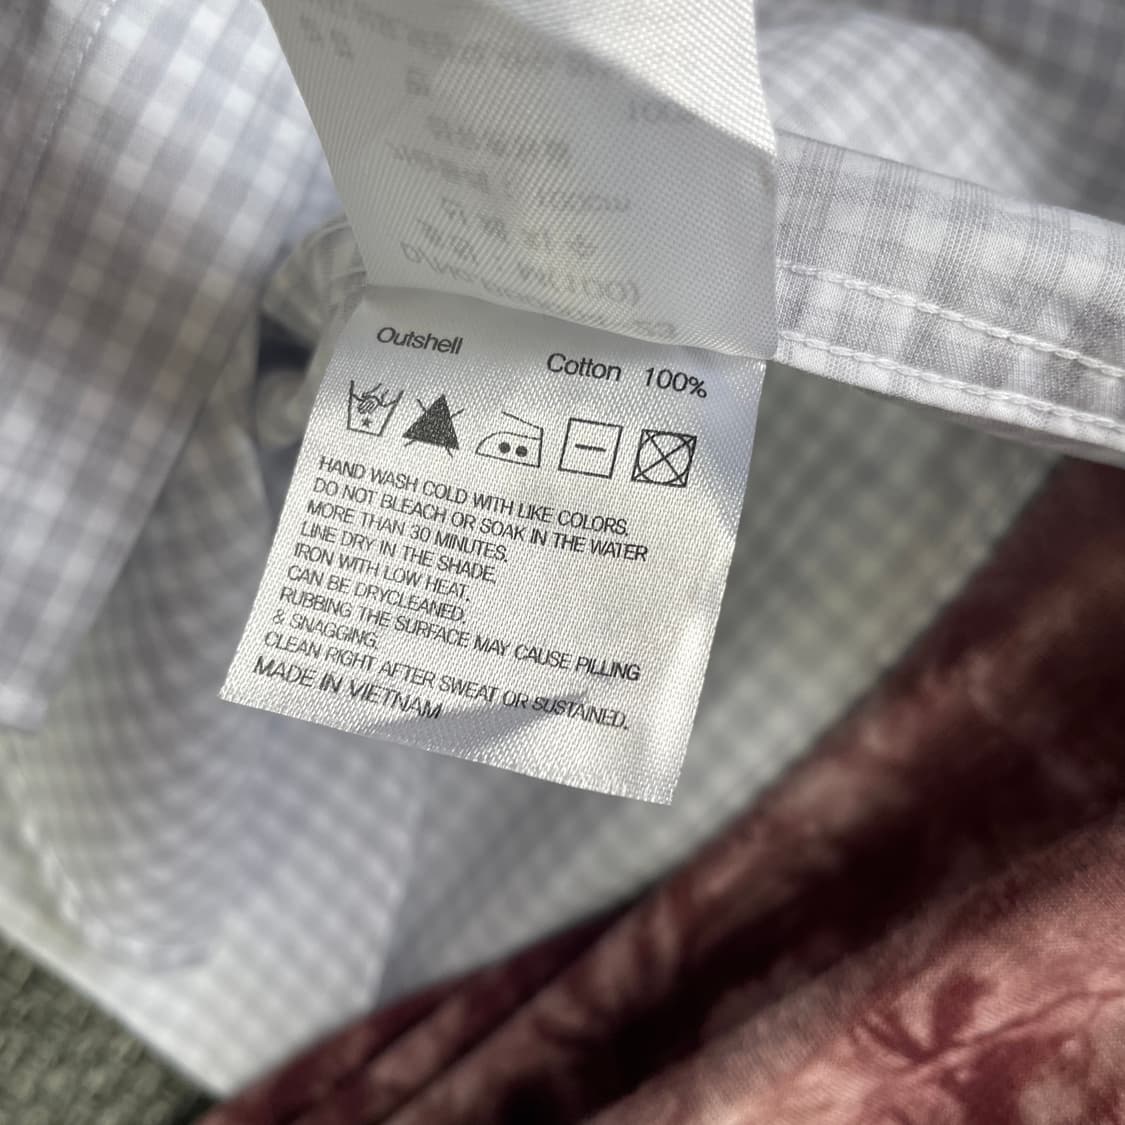 Outshell
Cotton 100%
HAND WASH COLD WITH LIKE COLORS.
DO NOT BLEACH OR SOAK IN THE WATER
MORE THAN 30 MINUTES.
LINE DRY IN THE SHADE.
IRON WITH LOW HEAT.
CAN BE DRYCLEANED.
RUBBING THE SURFACE MAY CAUSE PILLING
& SNAGGING.
CLEAN RIGHT AFTER SWEAT OR SUSTAINED.
MADE IN VIETNAM